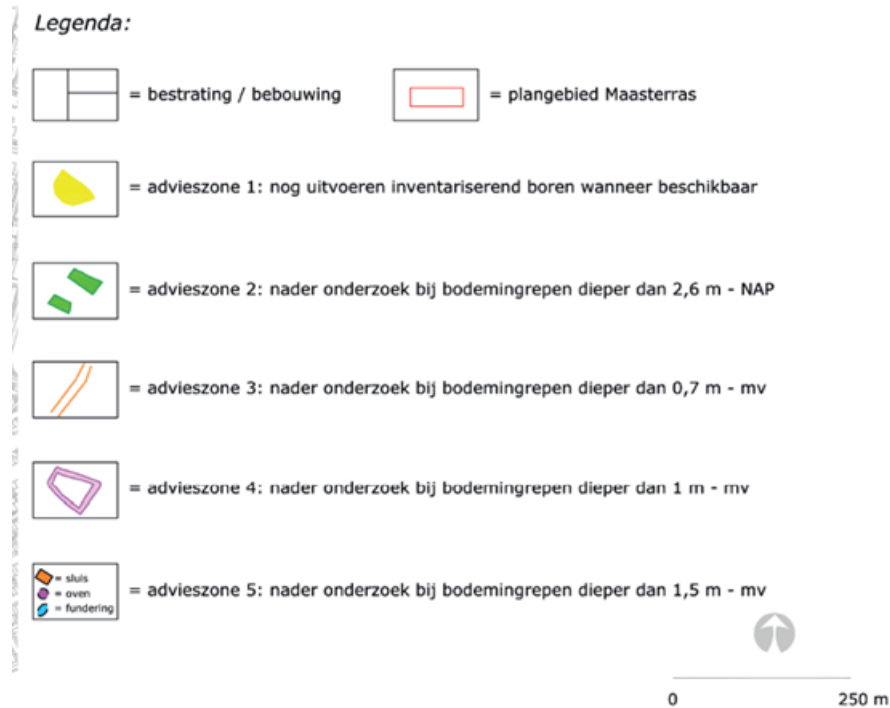 Legenda:
= bestrating / bebouwing
= plangebied Maasterras
= advieszone 1: nog uitvoeren inventariserend boren wanneer beschikbaar
= advieszone 2: nader onderzoek bij bodemingrepen dieper dan 2,6 m - NAP
= advieszone 3: nader onderzoek bij bodemingrepen dieper dan 0,7 m - mv
= advieszone 4: nader onderzoek bij bodemingrepen dieper dan 1 m - mv
= sluis
= oven
= fundering
= advieszone 5: nader onderzoek bij bodemingrepen dieper dan 1,5 m - mv
0 250 m